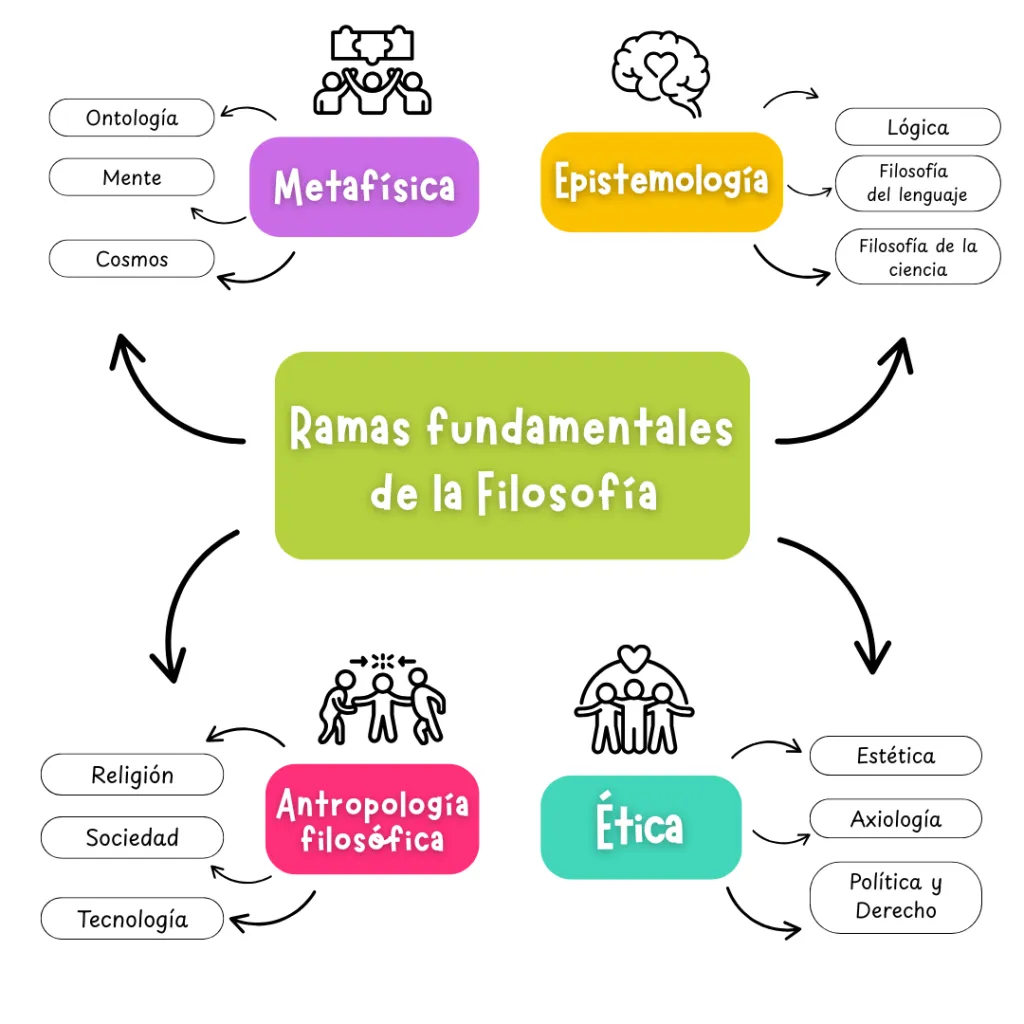 Metafísica
Ontología
Mente
Cosmos
Epistemología
Lógica
Filosofía
del lenguaje
Filosofía de la
ciencia
Ramas fundamentales
de la Filosofía
Antropología
filosófica
Religión
Sociedad
Tecnología
Ética
Estética
Axiología
Política y
Derecho